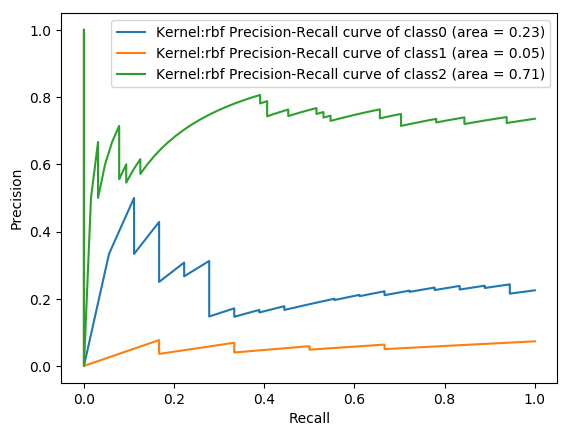 Kernel:rbf Precision-Recall curve of class0 (area = 0.23)
Kernel:rbf Precision-Recall curve of class1 (area = 0.05)
Kernel:rbf Precision-Recall curve of class2 (area = 0.71)
1.0
0.8
0.6
0.4
0.2
0.0
Precision
0.0 0.2 0.4 0.6 0.8 1.0
Recall